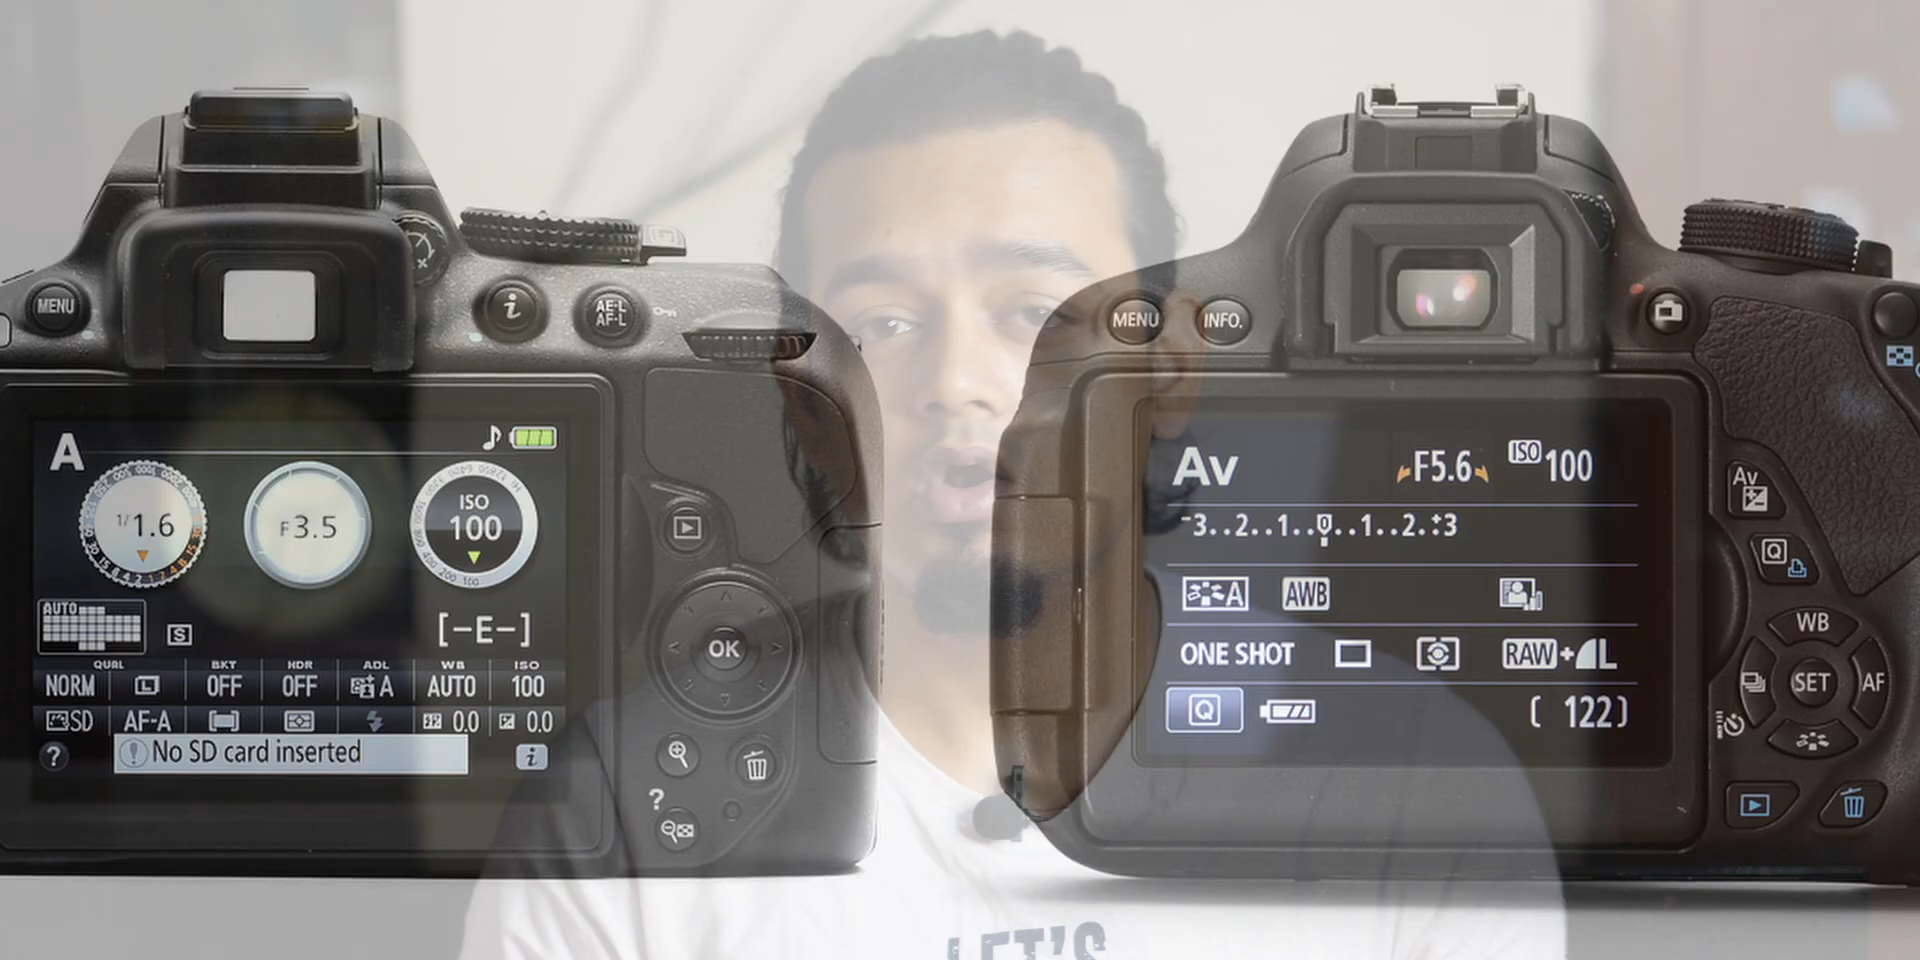 MENU
i
AE-L
AF-L
A
1/1.6
F3.5
ISO
100
AUTO
S
[-E-]
QUAL BKT HDR ADL WB ISO
NORM L OFF OFF A AUTO 100
SD AF-A 0.0 0.0
? No SD card inserted i
OK
?
MENU INFO.
Av F5.6 ISO 100
-3..2..1..0..1..2..+3
A AWB
ONE SHOT RAW+L
Q ( 122)
Av
Q
WB
SET AF
LET'S